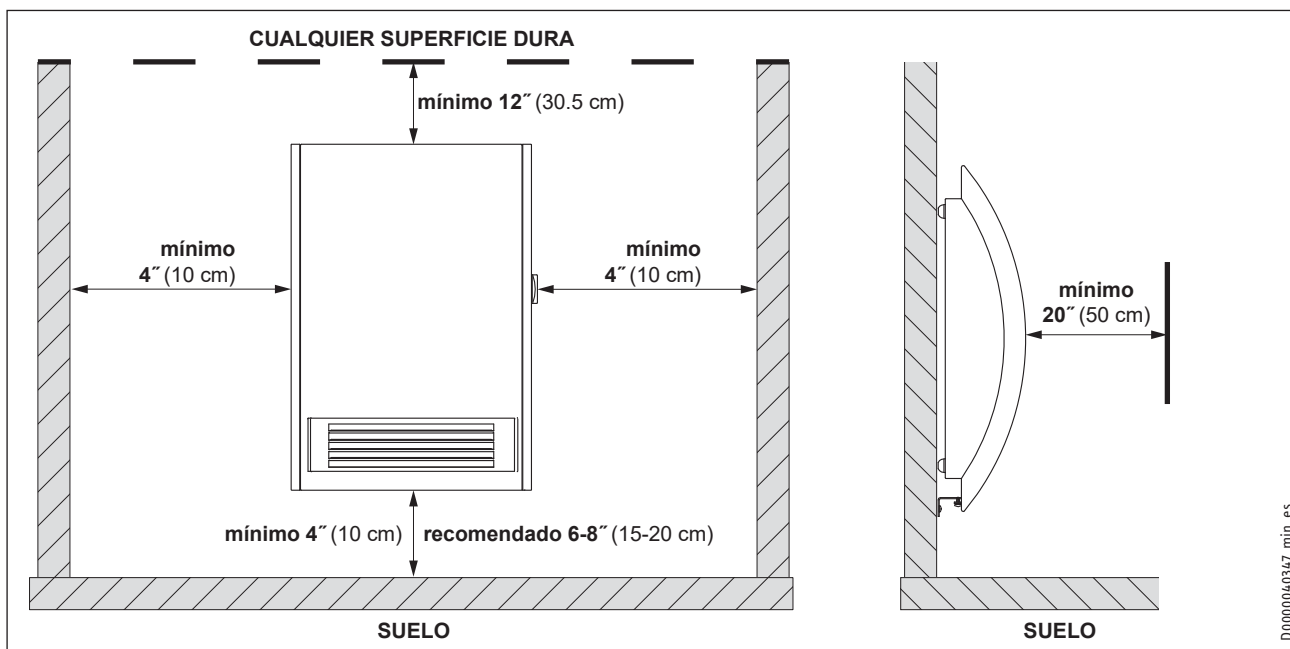 CUALQUIER SUPERFICIE DURA
mínimo 12˝ (30.5 cm)
mínimo
4˝ (10 cm)
mínimo
4˝ (10 cm)
mínimo 4˝ (10 cm) recomendado 6-8˝ (15-20 cm)
SUELO
mínimo
20˝ (50 cm)
SUELO
D0000040347_min_es